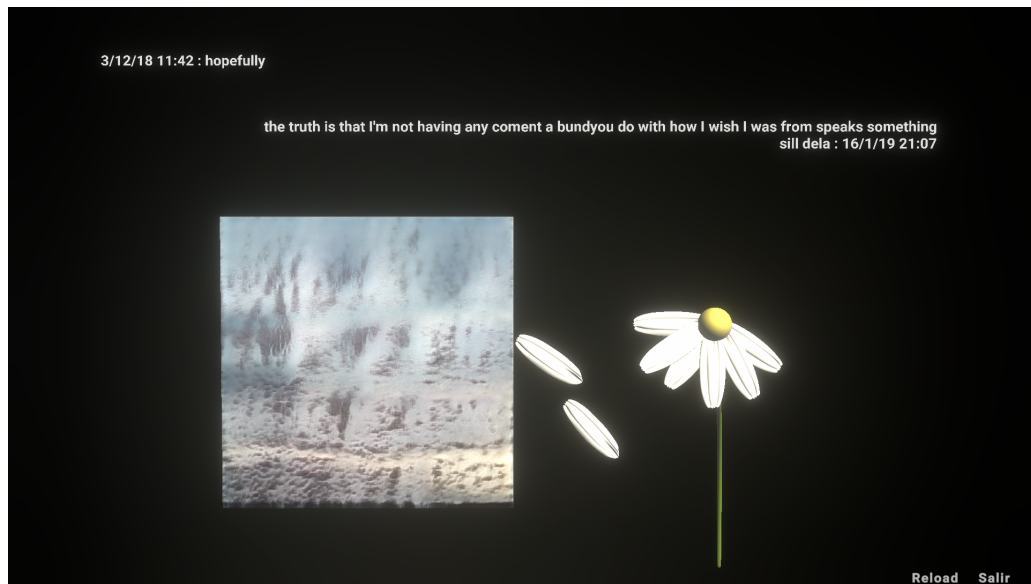 3/12/18 11:42 : hopefully
the truth is that I'm not having any coment a bundyou do with how I wish I was from speaks something
sill dela : 16/1/19 21:07
Reload Salir